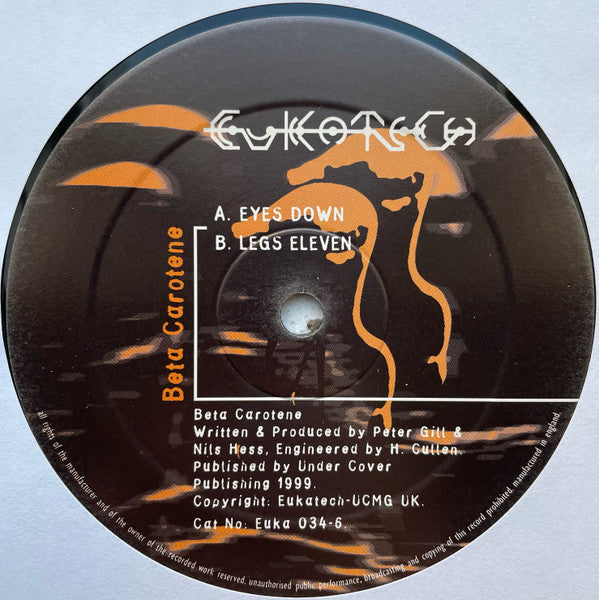 EukaTech
A. EYES DOWN
B. LEGS ELEVEN
Beta Carotene
Beta Carotene
Written & Produced by Peter Gill &
Nils Hess, Engineered by H. Cullen.
Published by Under Cover
Publishing 1999.
Copyright: Eukatech-UCMG UK.
Cat No: Euka 034-6.
all rights of the manufacturer and of the owner of the recorded work reserved, unauthorised public performance, broadcasting and copying of this record prohibited, manufactured in england.